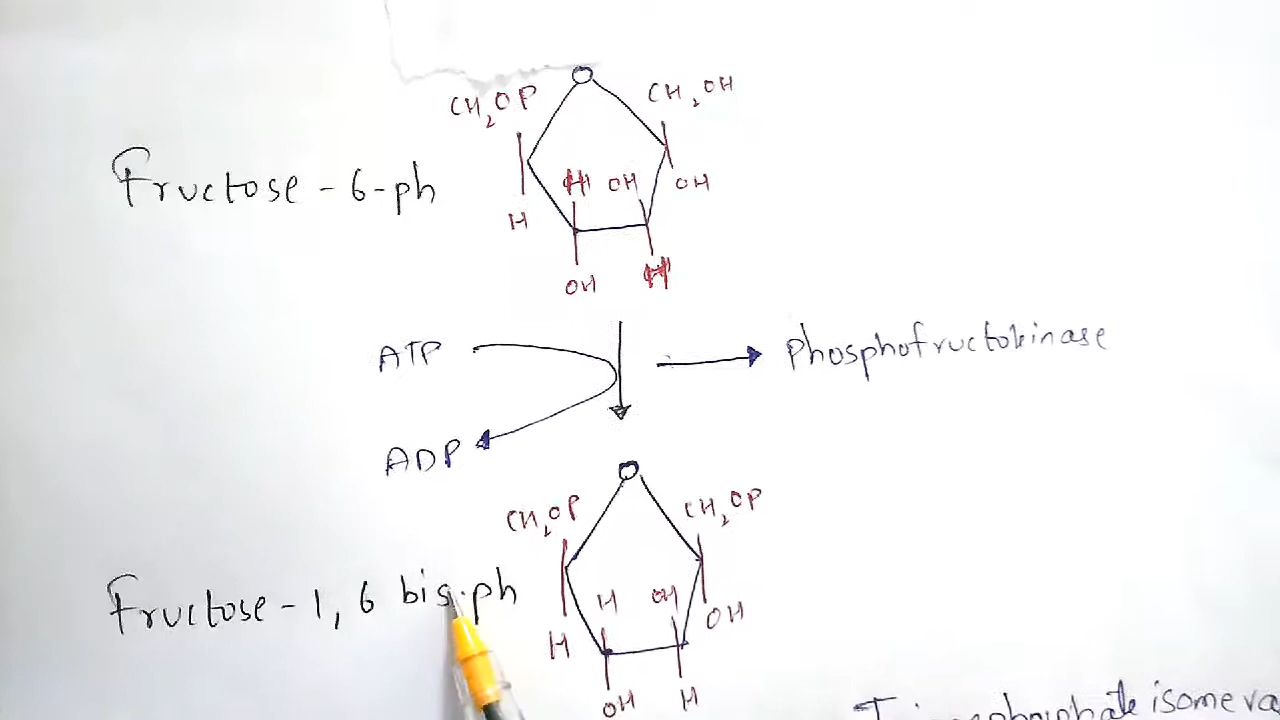 CH2OP
O
CH2OH
Fructose - 6 - ph
H
OH
OH
H
OH
H
ATP
Phosphofructokinase
ADP
O
CH2OP
CH2OP
Fructose - 1, 6 bis.ph
H
OH
OH
H
OH
H